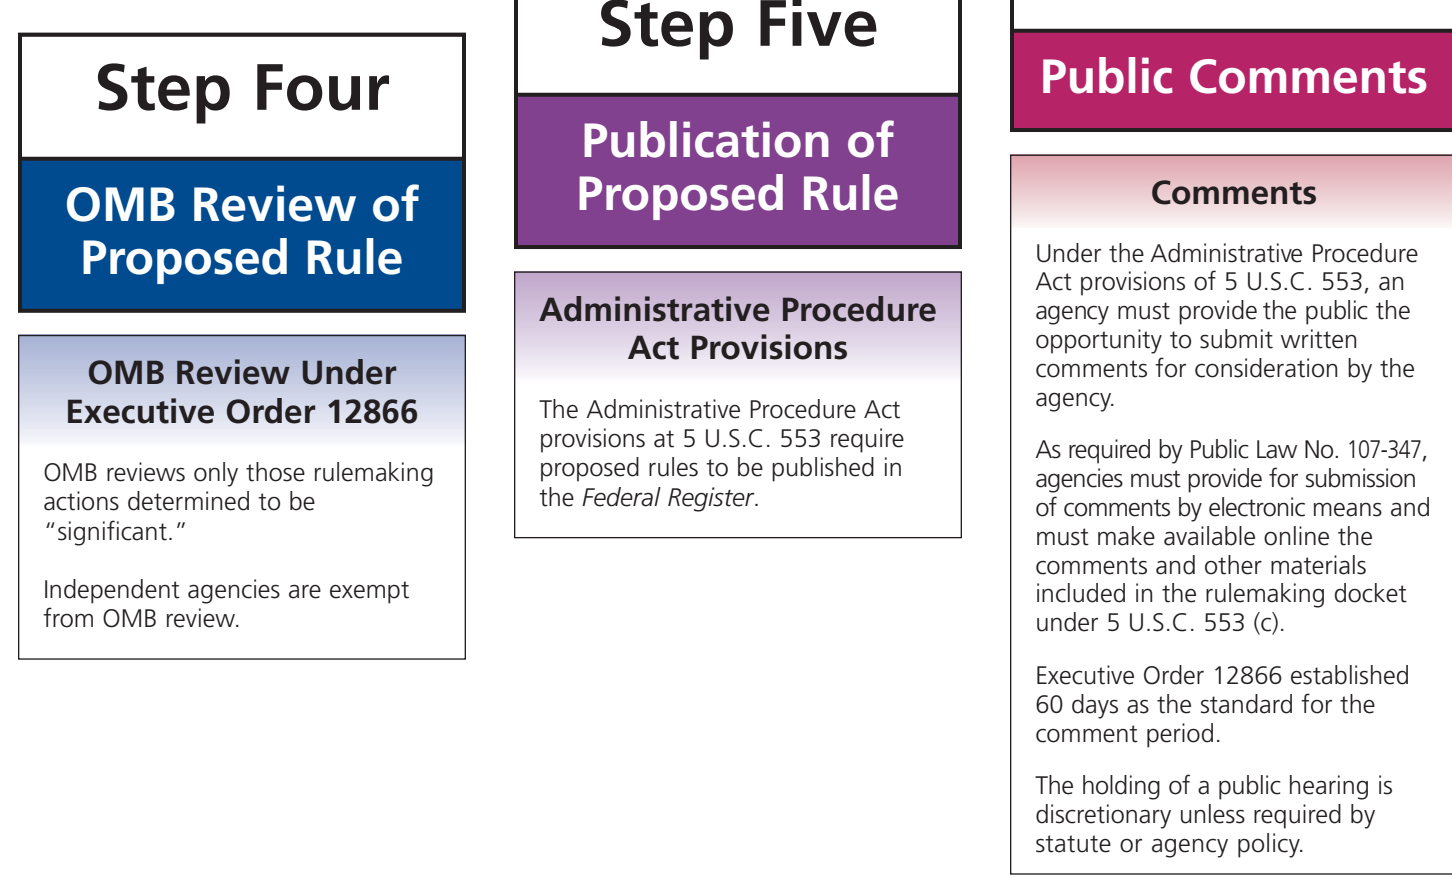 Step Four
OMB Review of
Proposed Rule
OMB Review Under
Executive Order 12866
OMB reviews only those rulemaking
actions determined to be
“significant.”
Independent agencies are exempt
from OMB review.
Step Five
Publication of
Proposed Rule
Administrative Procedure
Act Provisions
The Administrative Procedure Act
provisions at 5 U.S.C. 553 require
proposed rules to be published in
the Federal Register.
Public Comments
Comments
Under the Administrative Procedure
Act provisions of 5 U.S.C. 553, an
agency must provide the public the
opportunity to submit written
comments for consideration by the
agency.
As required by Public Law No. 107-347,
agencies must provide for submission
of comments by electronic means and
must make available online the
comments and other materials
included in the rulemaking docket
under 5 U.S.C. 553 (c).
Executive Order 12866 established
60 days as the standard for the
comment period.
The holding of a public hearing is
discretionary unless required by
statute or agency policy.